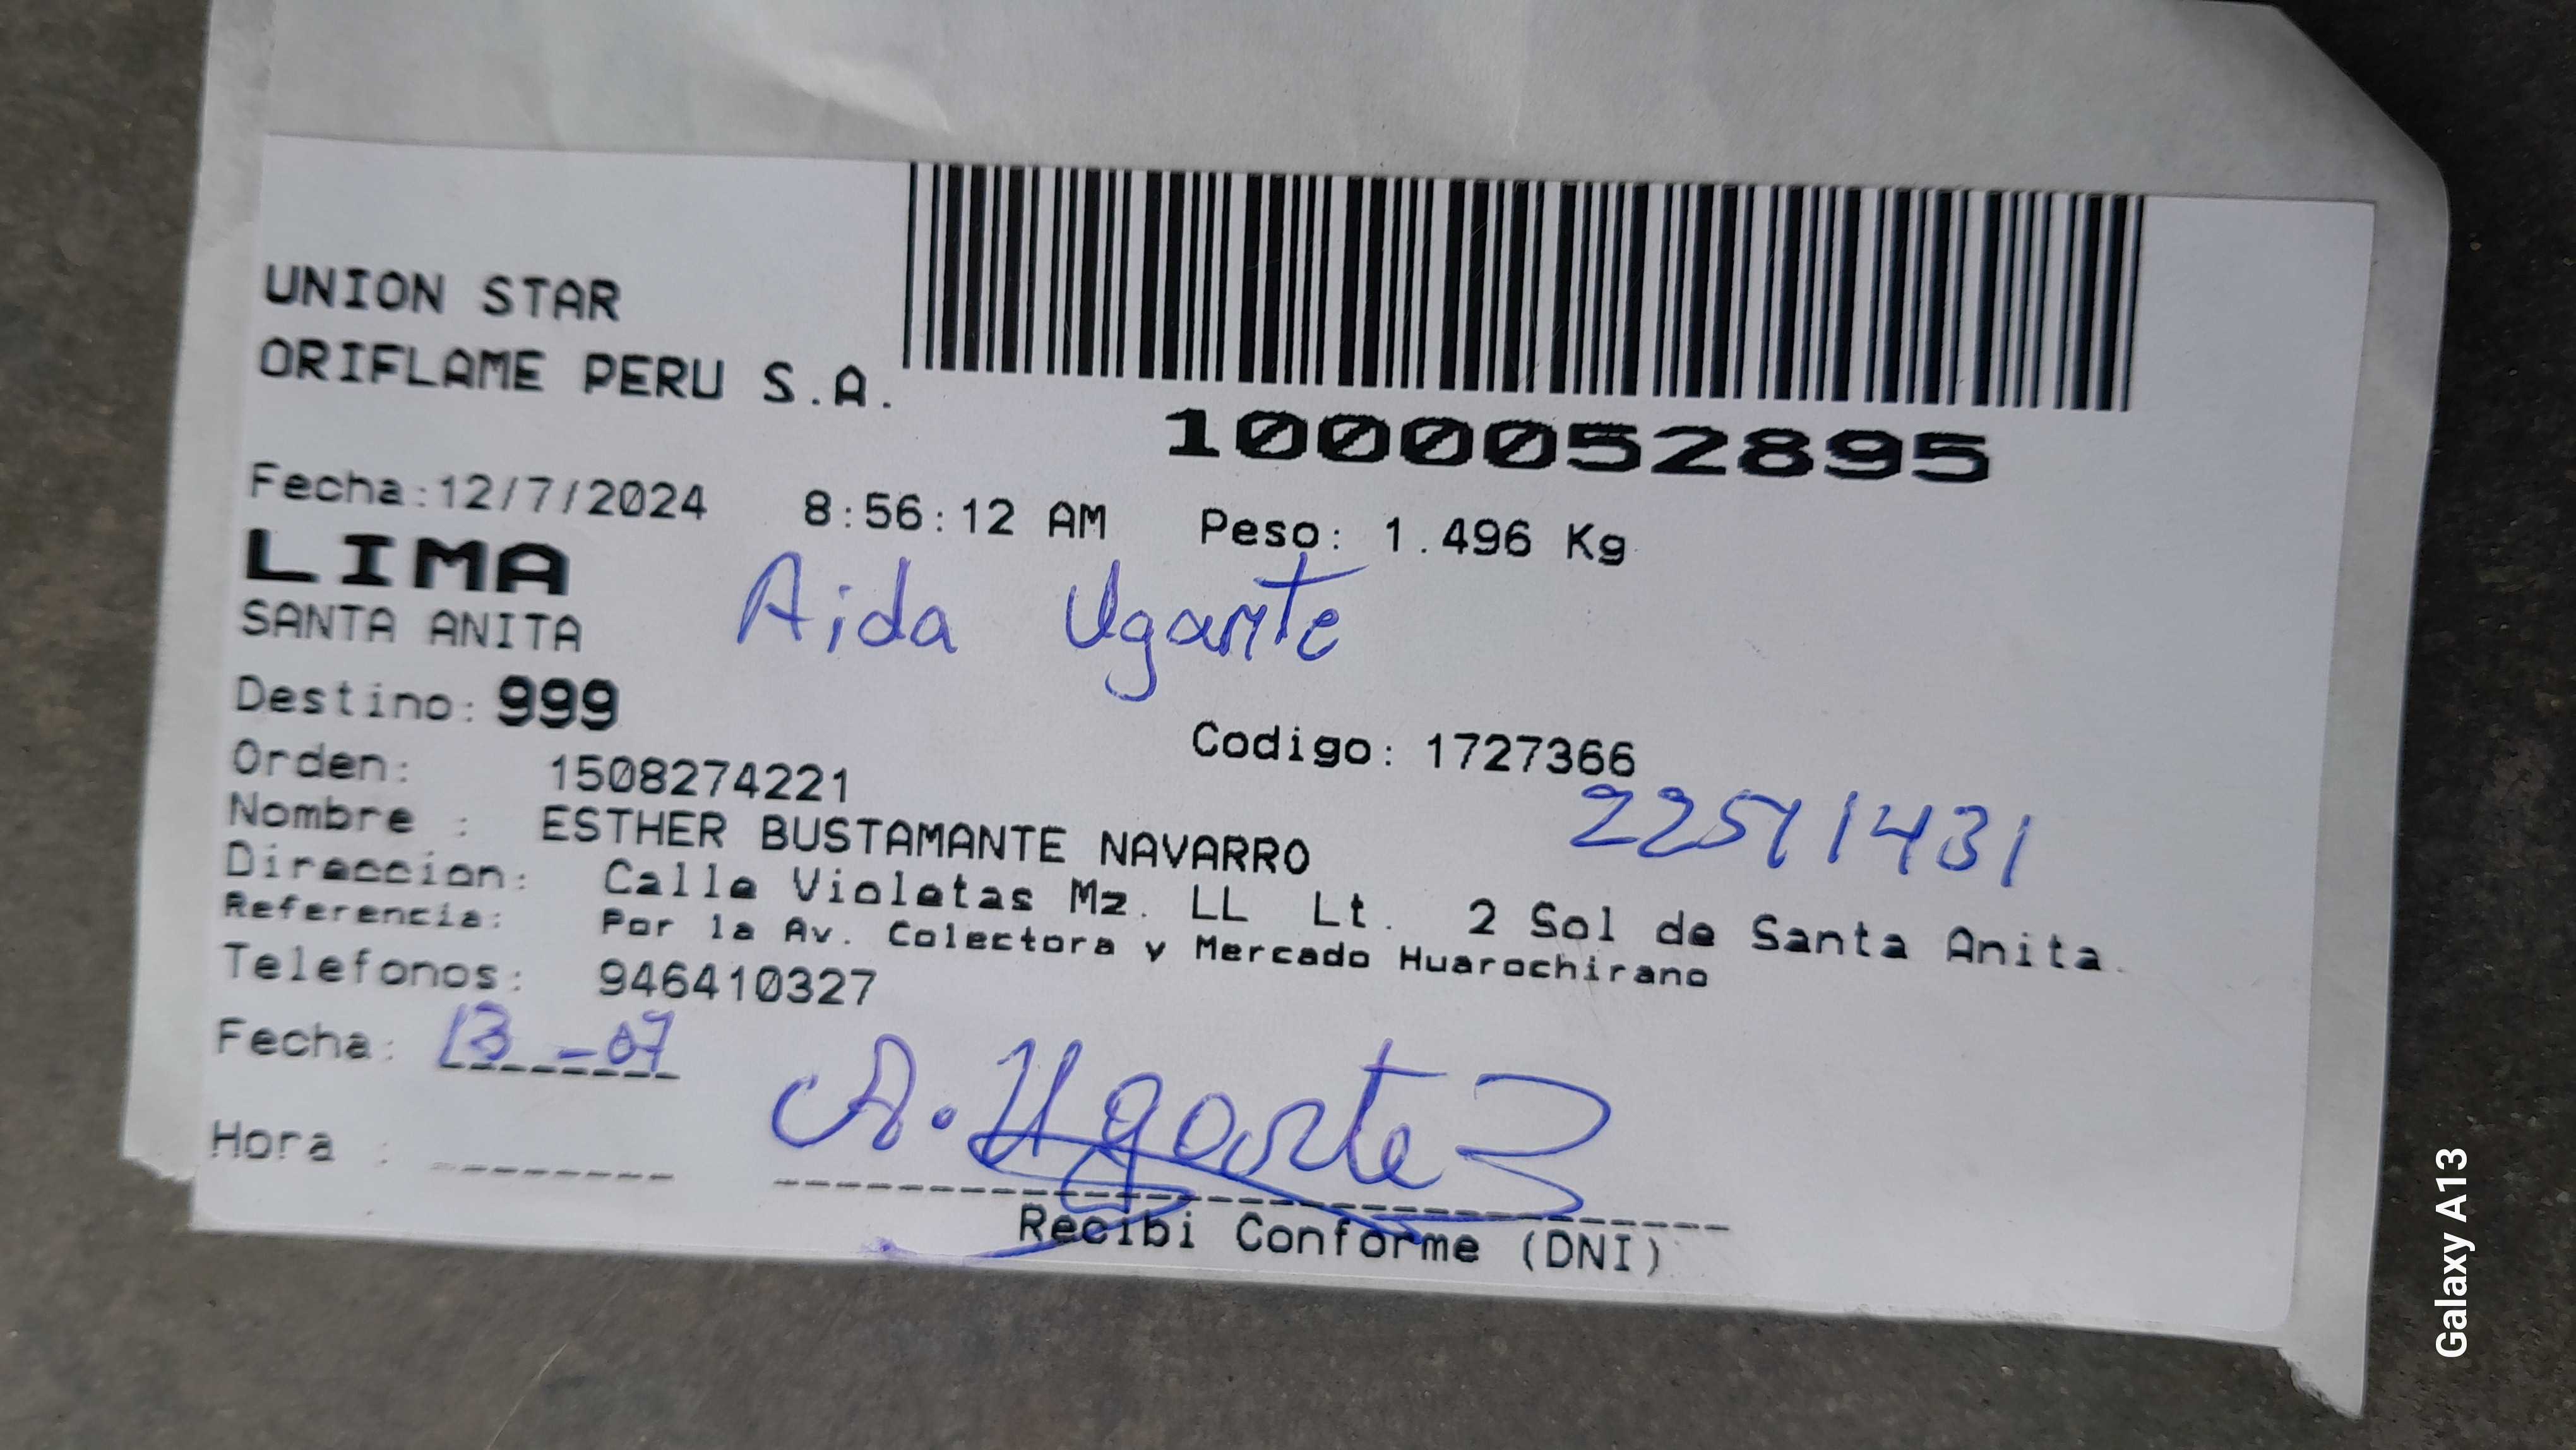 UNION STAR
ORIFLAME PERU S.A.
1000052895
Fecha:12/7/2024 8:56:12 AM Peso: 1.496 Kg
LIMA
SANTA ANITA
Aida Ugarte
Destino: 999
Codigo: 1727366
Orden: 1508274221
22511431
Nombre : ESTHER BUSTAMANTE NAVARRO
Direccion: Calle Violetas Mz. LL Lt. 2 Sol de Santa Anita.
Referencia: Por la Av. Colectora y Mercado Huarochirano
Telefonos: 946410327
Fecha: 13-07
A. Ugarte
Hora :
Recibi Conforme (DNI)
Galaxy A13